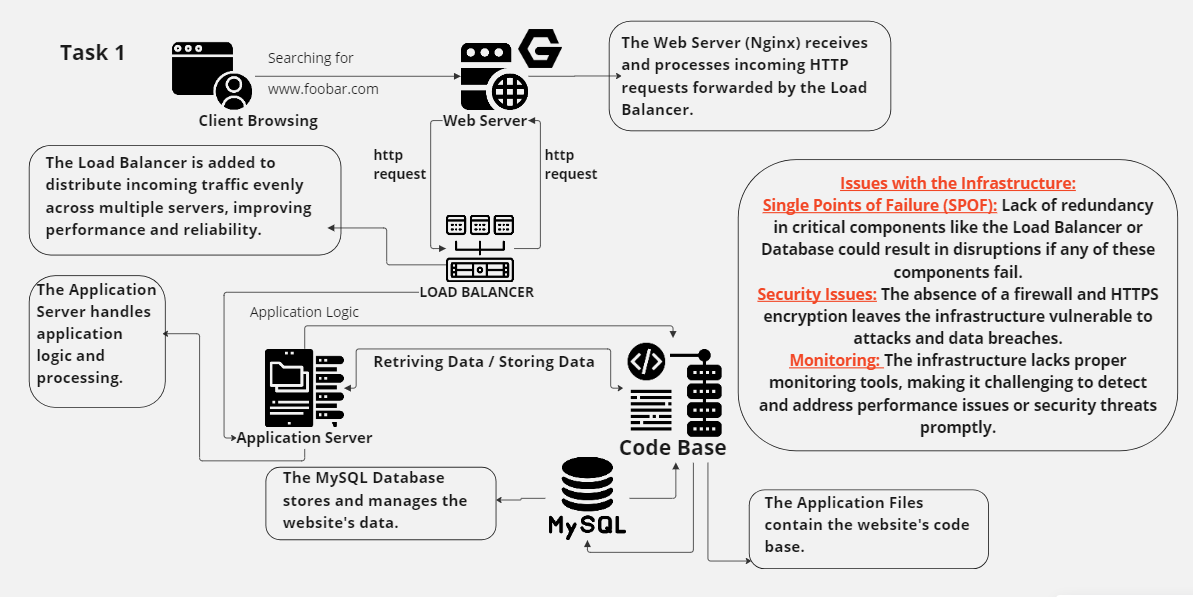 Task 1
Searching for
www.foobar.com
Client Browsing
Web Server
The Web Server (Nginx) receives
and processes incoming HTTP
requests forwarded by the Load
Balancer.
http
request
http
request
The Load Balancer is added to
distribute incoming traffic evenly
across multiple servers, improving
performance and reliability.
LOAD BALANCER
The Application
Server handles
application
logic and
processing.
Application Logic
Retriving Data / Storing Data
Application Server
Code Base
The MySQL Database
stores and manages the
website's data.
MySQL
The Application Files
contain the website's code
base.
Issues with the Infrastructure:
Single Points of Failure (SPOF): Lack of redundancy
in critical components like the Load Balancer or
Database could result in disruptions if any of these
components fail.
Security Issues: The absence of a firewall and HTTPS
encryption leaves the infrastructure vulnerable to
attacks and data breaches.
Monitoring: The infrastructure lacks proper
monitoring tools, making it challenging to detect
and address performance issues or security threats
promptly.